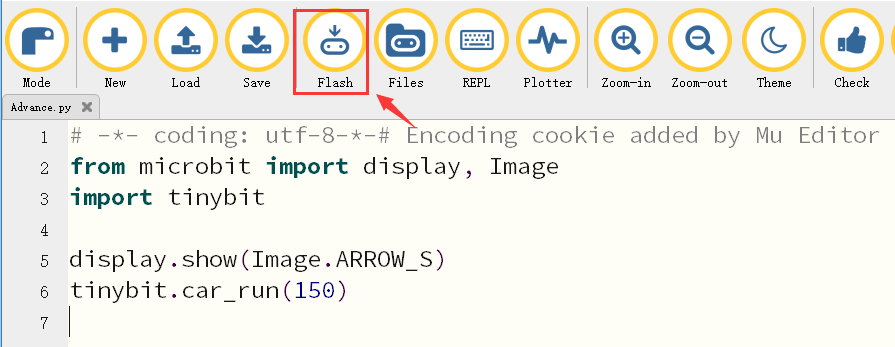 Mode New Load Save Flash Files REPL Plotter Zoom-in Zoom-out Theme Check
Advance.py
1 # -*- coding: utf-8-*-# Encoding cookie added by Mu Editor
2 from microbit import display, Image
3 import tinybit
4
5 display.show(Image.ARROW_S)
6 tinybit.car_run(150)
7